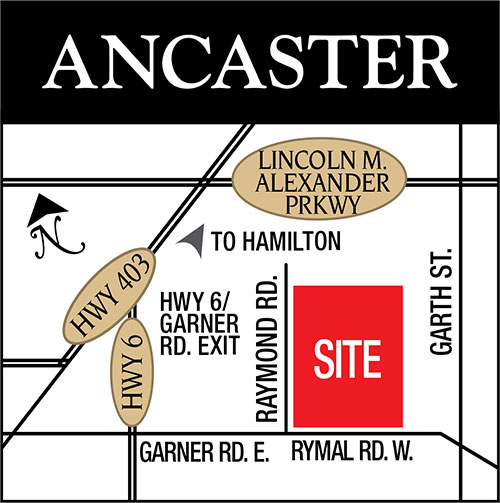 ANCASTER
LINCOLN M.
ALEXANDER
PRKWY
N
TO HAMILTON
HWY 403
HWY 6/
GARNER
RD. EXIT
HWY 6
RAYMOND RD.
SITE
GARTH ST.
GARNER RD. E.
RYMAL RD. W.